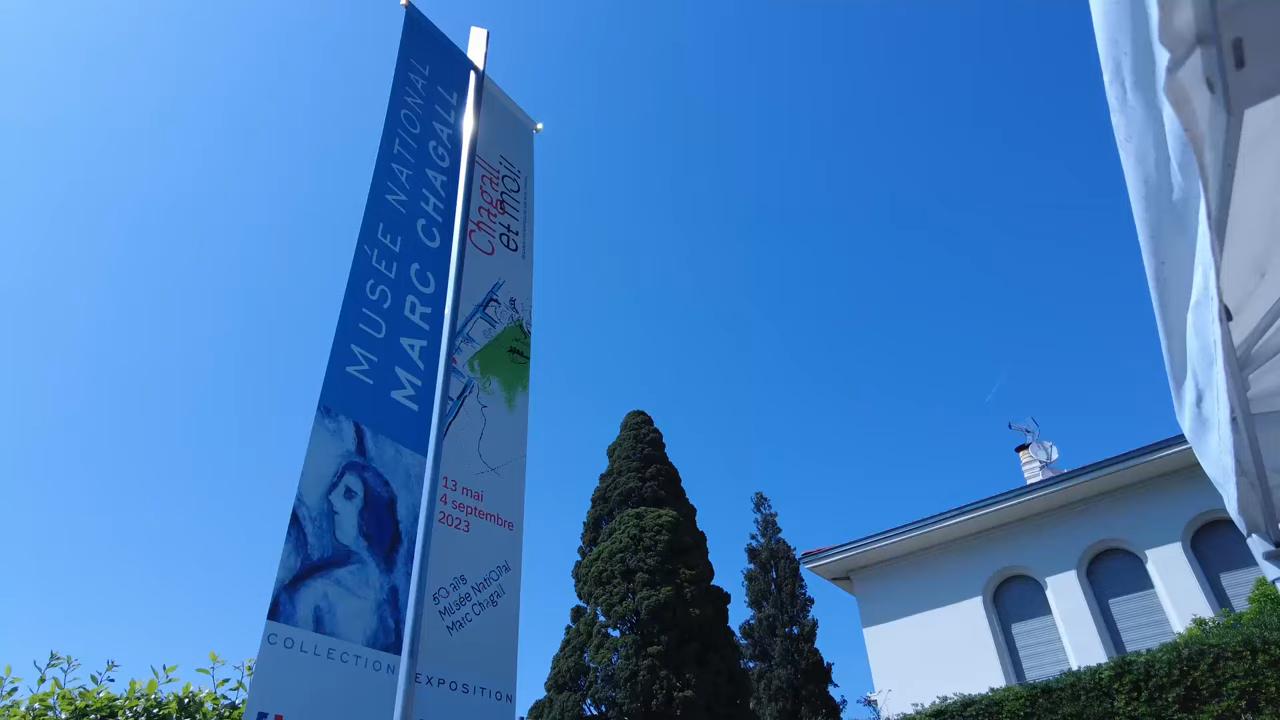 MUSÉE NATIONAL
MARC CHAGALL
COLLECTION
Chagall
et moi!
13 mai
4 septembre
2023
50 ans
Musée National
Marc Chagall
EXPOSITION